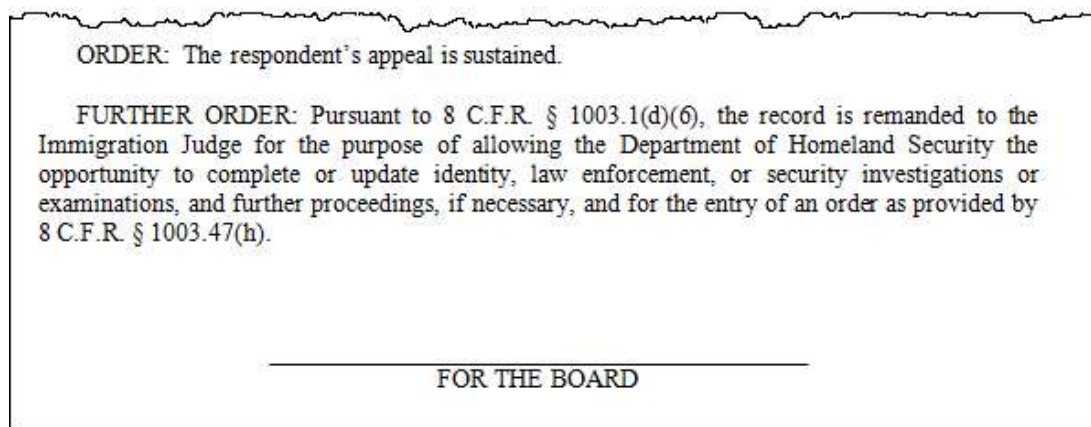 ORDER: The respondent's appeal is sustained.
FURTHER ORDER: Pursuant to 8 C.F.R. § 1003.1(d)(6), the record is remanded to the
Immigration Judge for the purpose of allowing the Department of Homeland Security the
opportunity to complete or update identity, law enforcement, or security investigations or
examinations, and further proceedings, if necessary, and for the entry of an order as provided by
8 C.F.R. § 1003.47(h).
FOR THE BOARD